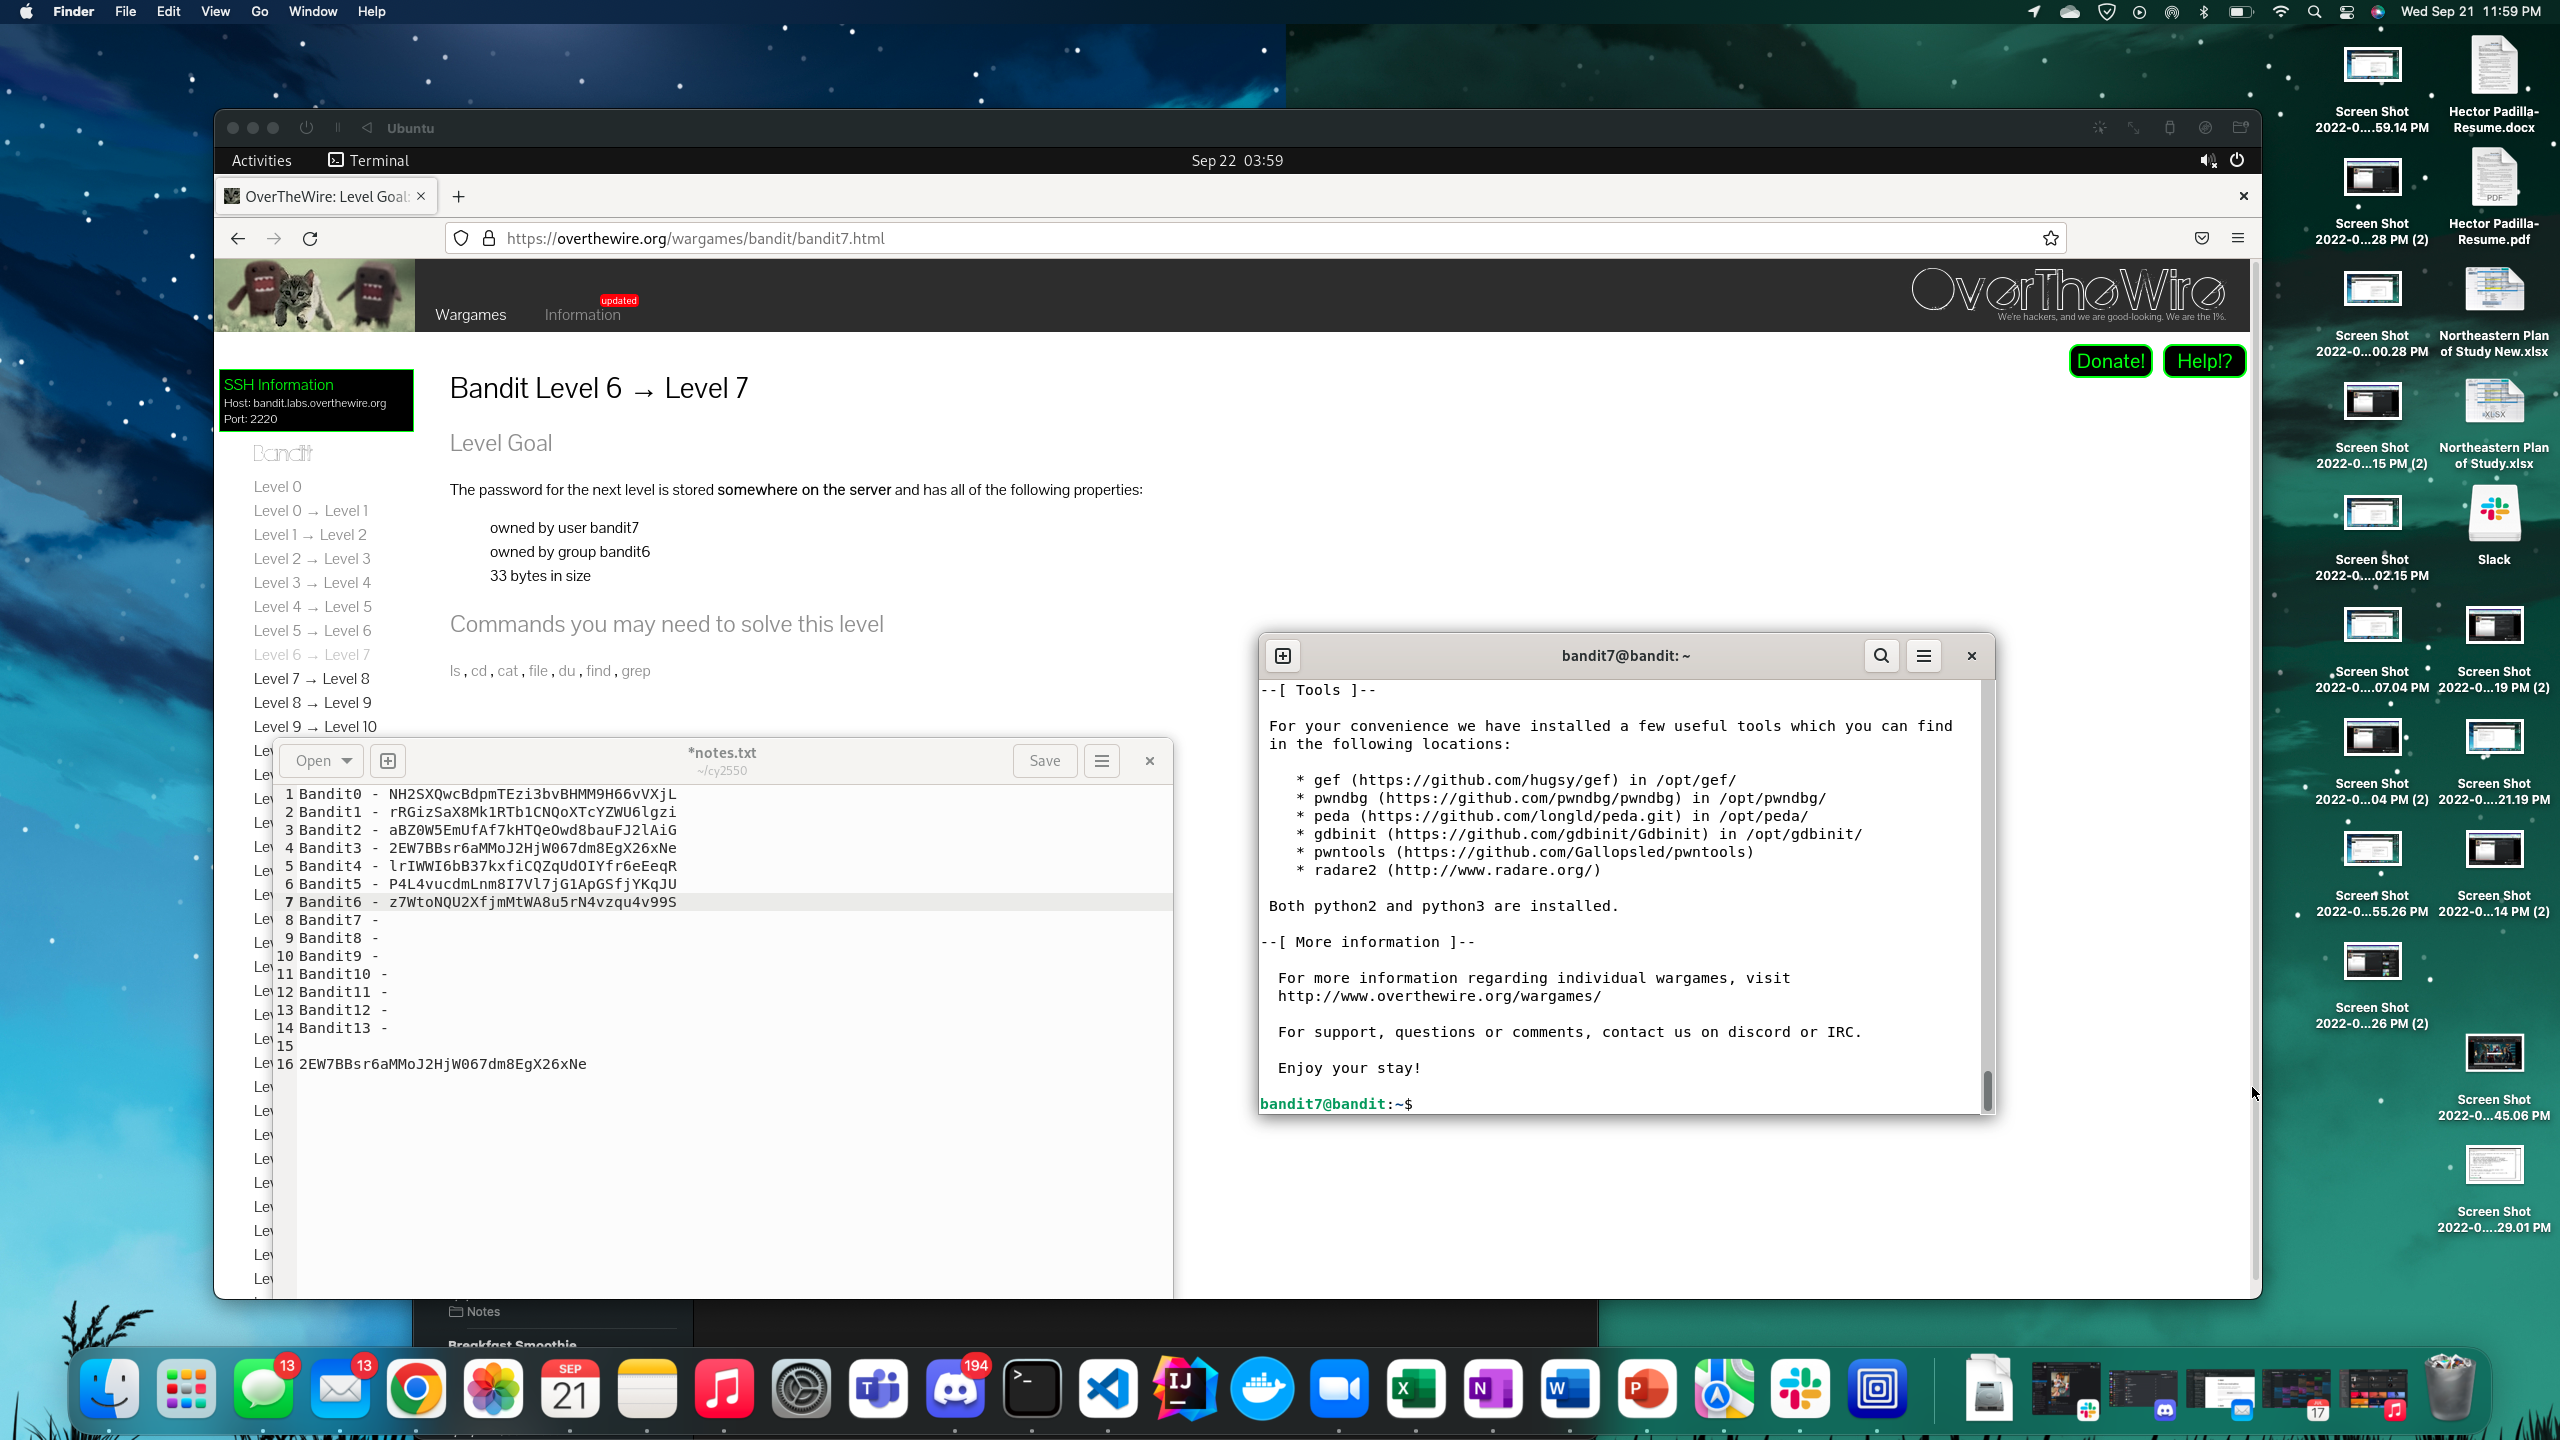 Finder File Edit View Go Window Help
Wed Sep 21 11:59 PM
Ubuntu
Activities Terminal
Sep 22 03:59
OverTheWire: Level Goal:
https://overthewire.org/wargames/bandit/bandit7.html
Wargames
Information
updated
OverTheWire
We're hackers, and we are good-looking. We are the 1%.
Donate! Help!?
SSH Information
Host: bandit.labs.overthewire.org
Port: 2220
Bandit
Level 0
Level 0 → Level 1
Level 1 → Level 2
Level 2 → Level 3
Level 3 → Level 4
Level 4 → Level 5
Level 5 → Level 6
Level 6 → Level 7
Level 7 → Level 8
Level 8 → Level 9
Level 9 → Level 10
Bandit Level 6 → Level 7
Level Goal
The password for the next level is stored somewhere on the server and has all of the following properties:
owned by user bandit7
owned by group bandit6
33 bytes in size
Commands you may need to solve this level
ls , cd , cat , file , du , find , grep
Open
*notes.txt
~/cy2550
Save
1 Bandit0 - NH2SXQwcBdpmTEzi3bvBHMM9H66vVXjL
2 Bandit1 - rRGizSaX8Mk1RTb1CNQoXTcYZWU6lgzi
3 Bandit2 - aBZ0W5EmUfAf7kHTQeOwd8bauFJ2lAiG
4 Bandit3 - 2EW7BBsr6aMMoJ2HjW067dm8EgX26xNe
5 Bandit4 - lrIWWI6bB37kxfiCQZqUdOIYfr6eEeqR
6 Bandit5 - P4L4vucdmLnm8I7Vl7jG1ApGSfjYKqJU
7 Bandit6 - z7WtoNQU2XfjmMtWA8u5rN4vzqu4v99S
8 Bandit7 -
9 Bandit8 -
10 Bandit9 -
11 Bandit10 -
12 Bandit11 -
13 Bandit12 -
14 Bandit13 -
15
16 2EW7BBsr6aMMoJ2HjW067dm8EgX26xNe
bandit7@bandit: ~
--[ Tools ]--
For your convenience we have installed a few useful tools which you can find
in the following locations:
* gef (https://github.com/hugsy/gef) in /opt/gef/
* pwndbg (https://github.com/pwndbg/pwndbg) in /opt/pwndbg/
* peda (https://github.com/longld/peda.git) in /opt/peda/
* gdbinit (https://github.com/gdbinit/Gdbinit) in /opt/gdbinit/
* pwntools (https://github.com/Gallopsled/pwntools)
* radare2 (http://www.radare.org/)
Both python2 and python3 are installed.
--[ More information ]--
For more information regarding individual wargames, visit
http://www.overthewire.org/wargames/
For support, questions or comments, contact us on discord or IRC.
Enjoy your stay!
bandit7@bandit:~$
Screen Shot
2022-0....59.14 PM
Hector Padilla-
Resume.docx
Screen Shot
2022-0...28 PM (2)
Hector Padilla-
Resume.pdf
Screen Shot
2022-0...00.28 PM
Northeastern Plan
of Study New.xlsx
Screen Shot
2022-0...15 PM (2)
Northeastern Plan
of Study.xlsx
Screen Shot
2022-0....02.15 PM
Slack
Screen Shot
2022-0....07.04 PM
Screen Shot
2022-0...19 PM (2)
Screen Shot
2022-0...04 PM (2)
Screen Shot
2022-0....21.19 PM
Screen Shot
2022-0...55.26 PM
Screen Shot
2022-0...14 PM (2)
Screen Shot
2022-0...26 PM (2)
Screen Shot
2022-0...45.06 PM
Screen Shot
2022-0....29.01 PM
Notes
Breakfast Smoothie
13
13
SEP
21
194
17